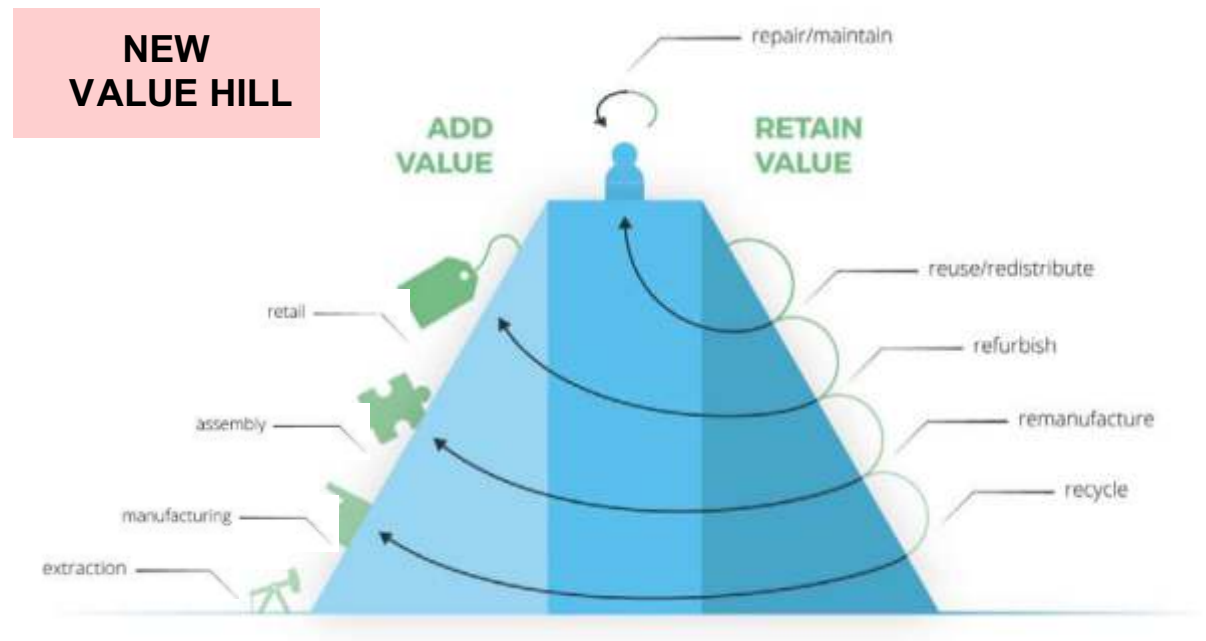 NEW
VALUE HILL
repair/maintain
ADD
VALUE
RETAIN
VALUE
retail
assembly
manufacturing
extraction
reuse/redistribute
refurbish
remanufacture
recycle